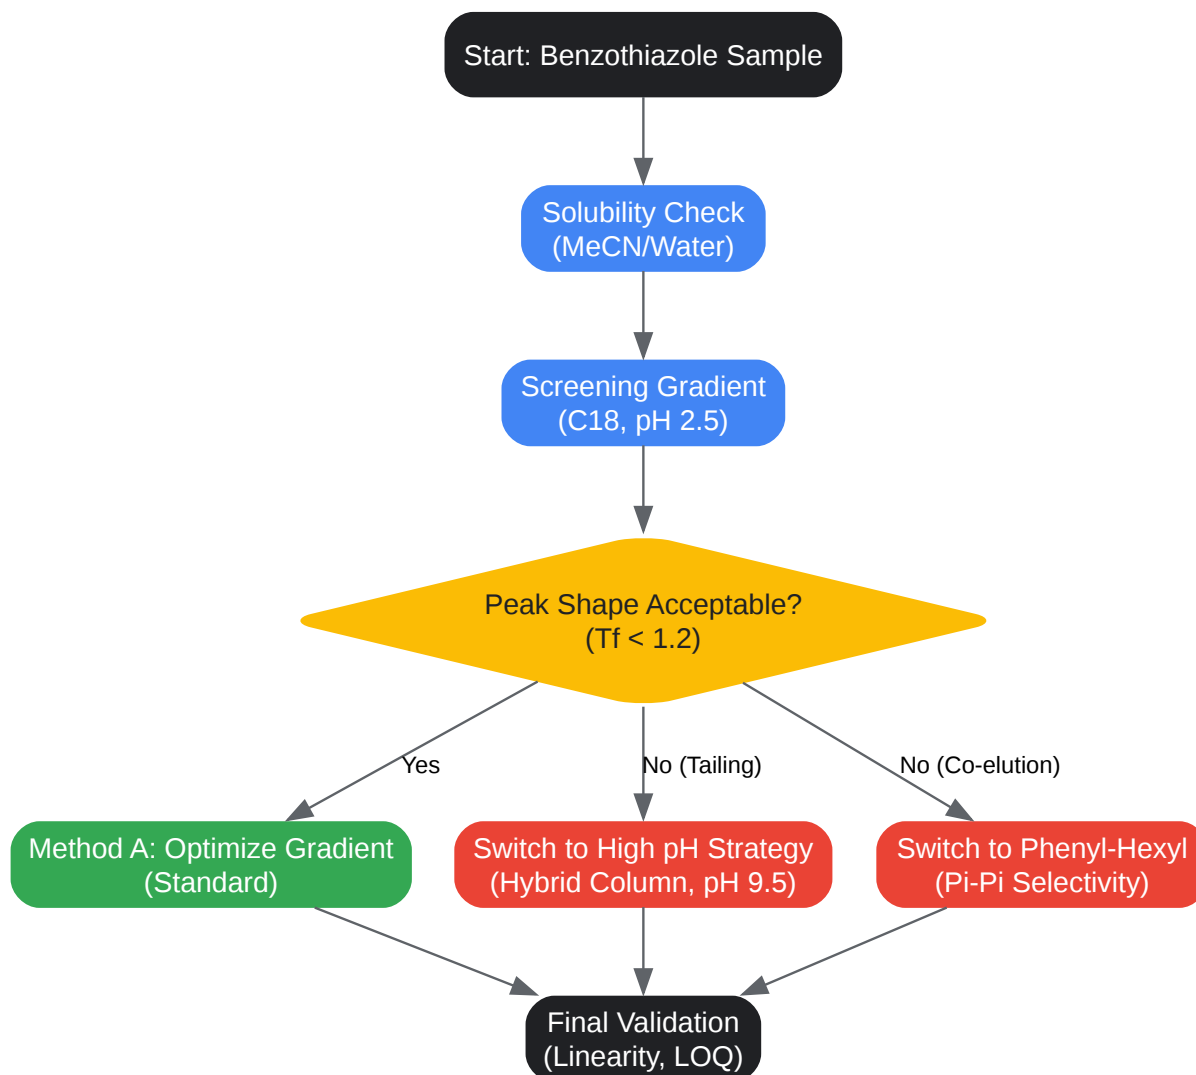 Start: Benzothiazole Sample
Solubility Check
(MeCN/Water)
Screening Gradient
(C18, pH 2.5)
Peak Shape Acceptable?
(Tf < 1.2)
Yes
No (Tailing)
No (Co-elution)
Method A: Optimize Gradient
(Standard)
Switch to High pH Strategy
(Hybrid Column, pH 9.5)
Switch to Phenyl-Hexyl
(Pi-Pi Selectivity)
Final Validation
(Linearity, LOQ)